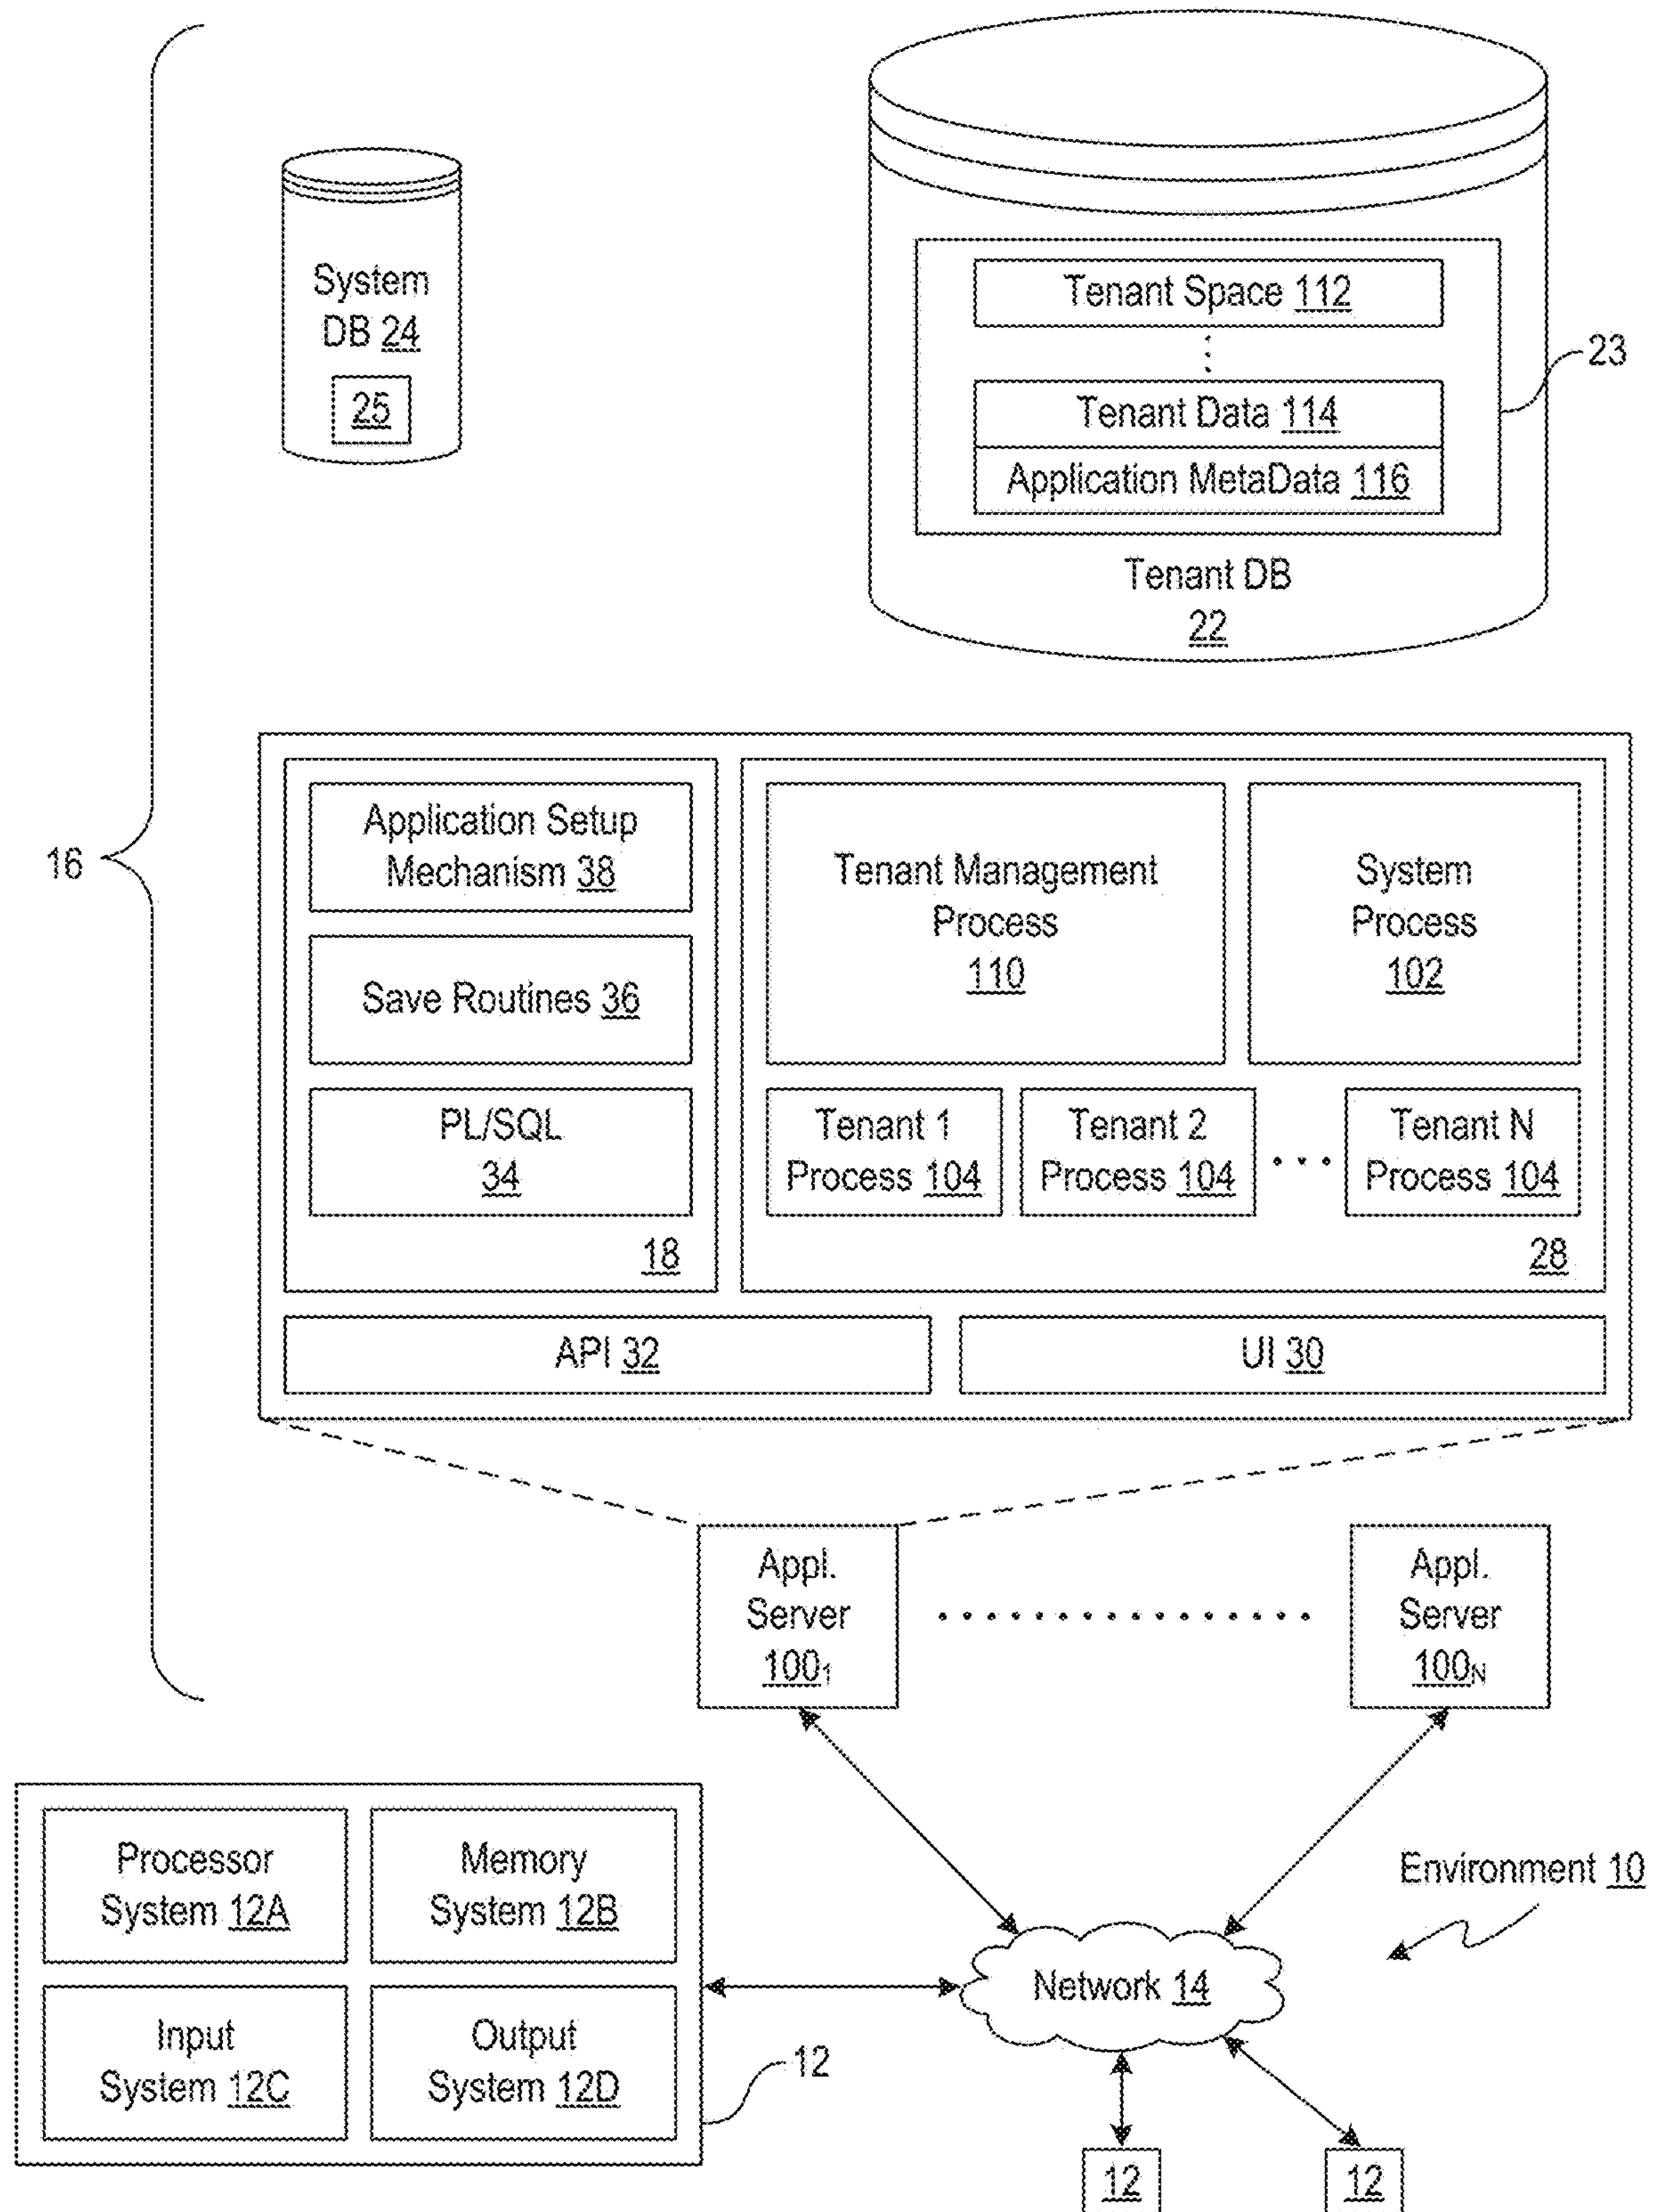 System
DB 24
25
Tenant Space 112
Tenant Data 114
Application MetaData 116
23
Tenant DB
22
16
Application Setup
Mechanism 38
Save Routines 36
PL/SQL
34
18
Tenant Management
Process
110
System
Process
102
Tenant 1
Process 104
Tenant 2
Process 104
Tenant N
Process 104
28
API 32
UI 30
Appl.
Server
100₁
Appl.
Server
100N
Processor
System 12A
Memory
System 12B
Input
System 12C
Output
System 12D
12
Network 14
Environment 10
12
12